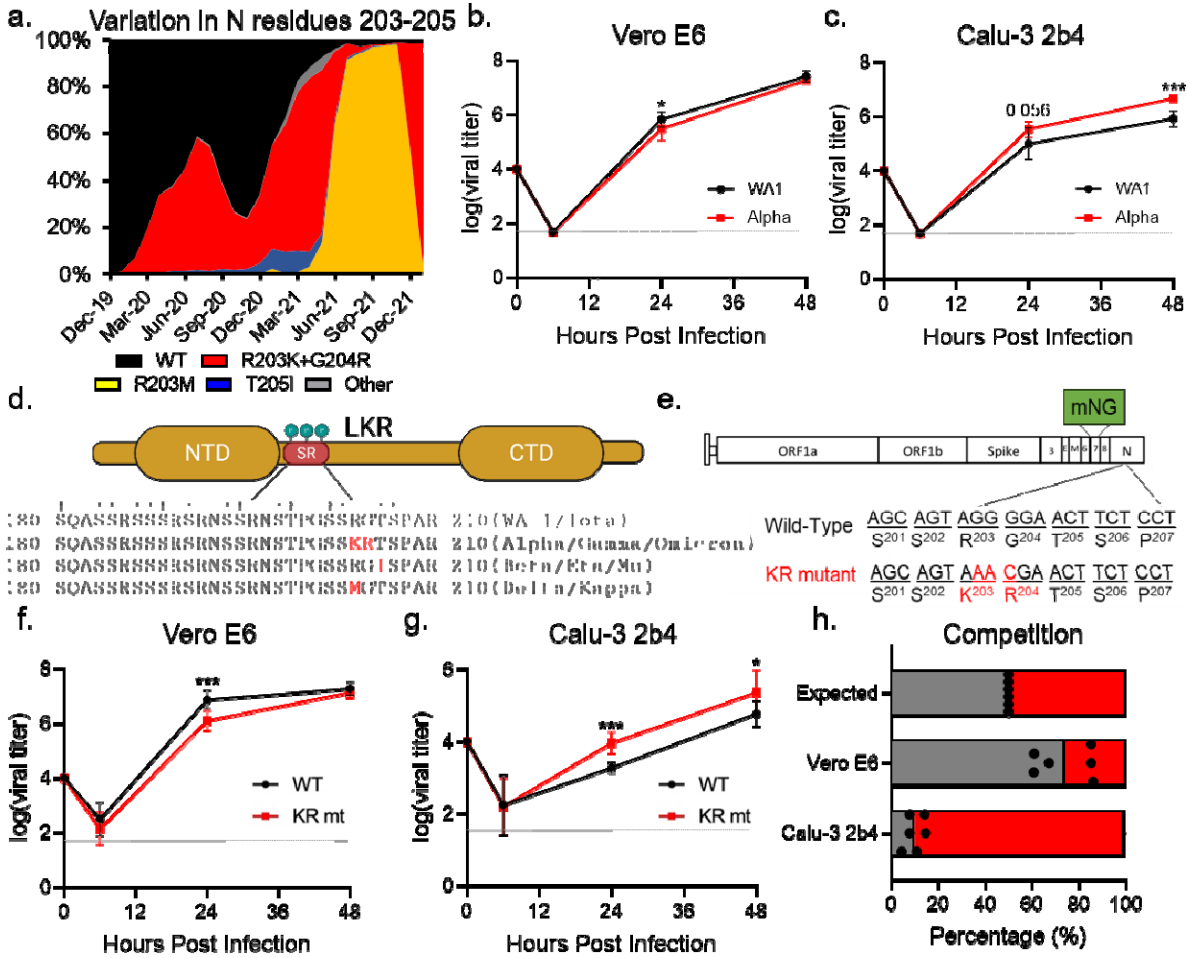 a.
Variation in N residues 203-205
100%
80%
60%
40%
20%
0%
Dec-19
Mar-20
Jun-20
Sep-20
Dec-20
Mar-21
Jun-21
Sep-21
Dec-21
WT R203K+G204R
R203M T205I Other
b.
Vero E6
log(viral titer)
8
6
4
2
0
*
WA1
Alpha
0 12 24 36 48
Hours Post Infection
c.
Calu-3 2b4
log(viral titer)
8
6
4
2
0
0.056
***
WA1
Alpha
0 12 24 36 48
Hours Post Infection
d.
P P P LKR
NTD SR CTD
180 SQASSRSSSRSRNSSRNSTPGSSRGTSPAR 210(WA 1/Iota)
180 SQASSRSSSRSRNSSRNSTPGSSKRTSPAR 210(Alpha/Gamma/Omicron)
180 SQASSRSSSRSRNSSRNSTPGSSRGISPAR 210(Beta/Eta/Mu)
180 SQASSRSSSRSRNSSRNSTPGSSMGTSPAR 210(Delta/Kappa)
e.
mNG
ORF1a ORF1b Spike 3 E M 6 7 8 N
Wild-Type AGC AGT AGG GGA ACT TCT CCT
S201 S202 R203 G204 T205 S206 P207
KR mutant AGC AGT AAA CGA ACT TCT CCT
S201 S202 K203 R204 T205 S206 P207
f.
Vero E6
log(viral titer)
8
6
4
2
0
***
WT
KR mt
0 12 24 36 48
Hours Post Infection
g.
Calu-3 2b4
log(viral titer)
6
4
2
0
***
*
WT
KR mt
0 12 24 36 48
Hours Post Infection
h.
Competition
Expected
Vero E6
Calu-3 2b4
0 20 40 60 80 100
Percentage (%)